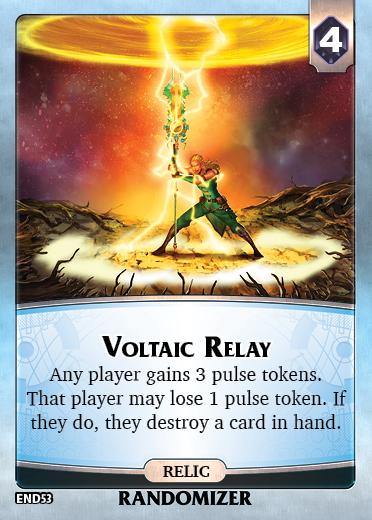 4
Voltaic Relay
Any player gains 3 pulse tokens.
That player may lose 1 pulse token. If
they do, they destroy a card in hand.
RELIC
END53
RANDOMIZER